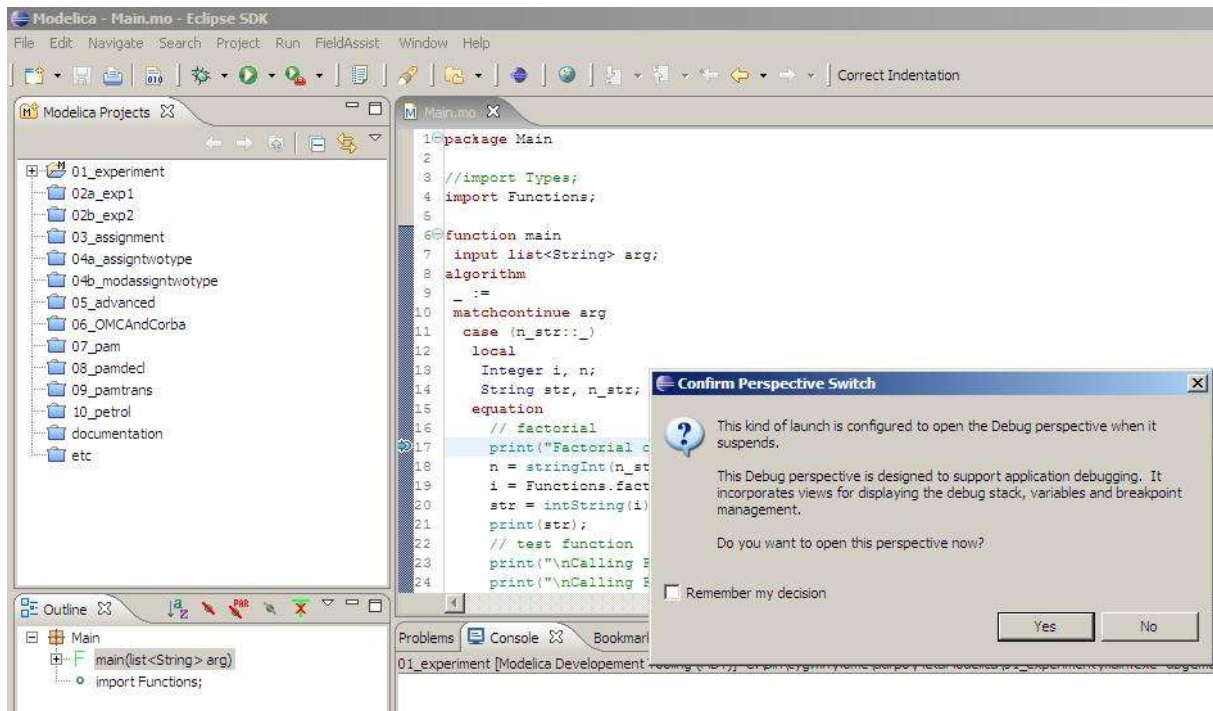 Modelica - Main.mo - Eclipse SDK
File Edit Navigate Search Project Run FieldAssist Window Help
Correct Indentation
Modelica Projects
01_experiment
02a_exp1
02b_exp2
03_assignment
04a_assigntwotype
04b_modassigntwotype
05_advanced
06_OMCAndCorba
07_pam
08_pamdecl
09_pamtrans
10_petrol
documentation
etc
Outline
Main
main(list<String> arg)
import Functions;
Main.mo
1 package Main
2
3 //import Types;
4 import Functions;
5
6 function main
7 input list<String> arg;
8 algorithm
9 _ :=
10 matchcontinue arg
11 case (n_str::_)
12 local
13 Integer i, n;
14 String str, n_str;
15 equation
16 // factorial
17 print("Factorial
18 n = stringInt(n_st
19 i = Functions.fact
20 str = intString(i)
21 print(str);
22 // test function
23 print("\nCalling
24 print("\nCalling
Confirm Perspective Switch
This kind of launch is configured to open the Debug perspective when it
suspends.
This Debug perspective is designed to support application debugging. It
incorporates views for displaying the debug stack, variables and breakpoint
management.
Do you want to open this perspective now?
Remember my decision
Yes No
Problems Console Bookmar
01_experiment [Modelica Developement